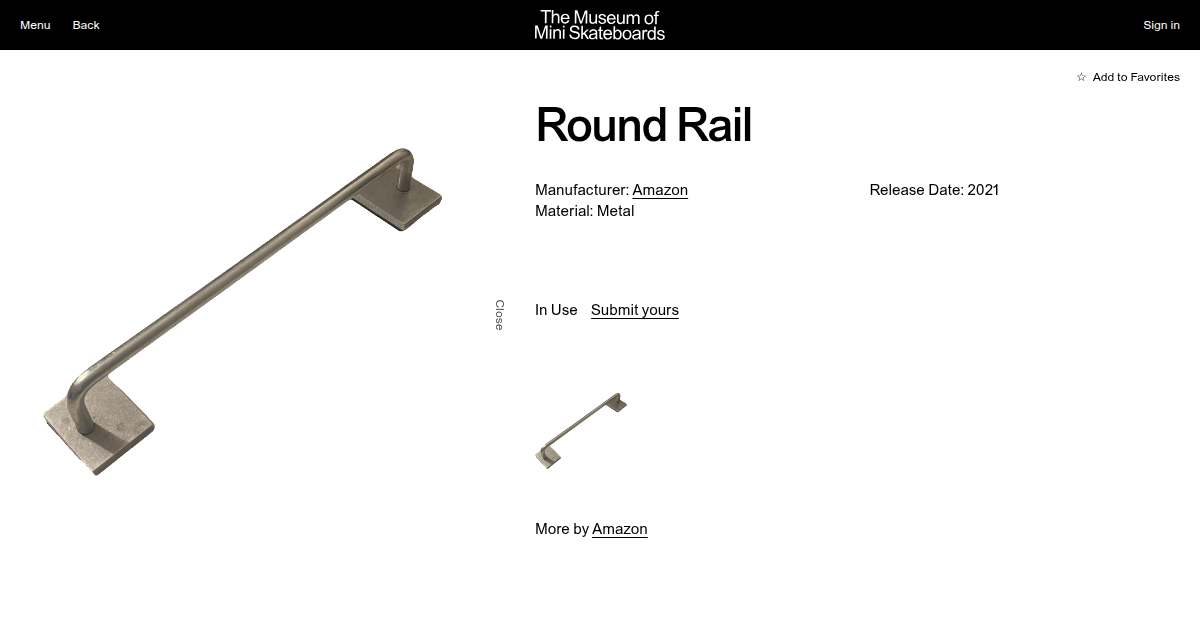 Menu
Back
The Museum of
Mini Skateboards
Sign in
☆ Add to Favorites
Round Rail
Manufacturer: Amazon
Release Date: 2021
Material: Metal
Close
In Use
Submit yours
More by Amazon